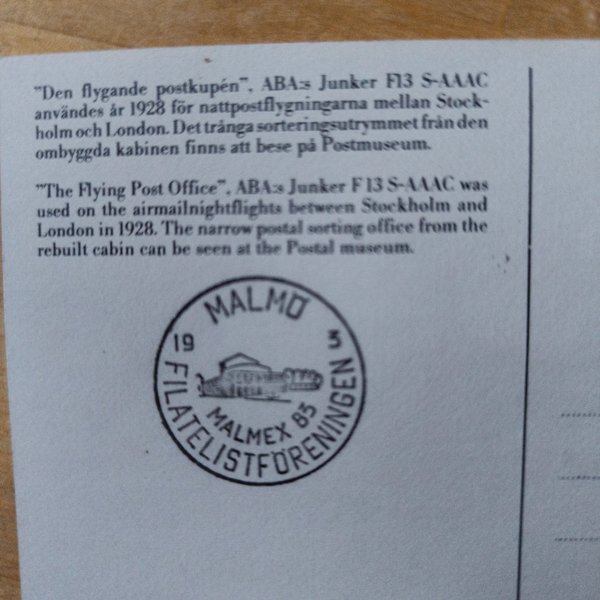 "Den flygande postkupén", ABA:s Junker F13 S-AAAC
användes år 1928 för nattpostflygningarna mellan Stock-
holm och London. Det trånga sorteringsutrymmet från den
ombyggda kabinen finns att bese på Postmuseum.
"The Flying Post Office", ABA:s Junker F 13 S-AAAC was
used on the airmailnightflights between Stockholm and
London in 1928. The narrow postal sorting office from the
rebuilt cabin can be seen at the Postal museum.
MALMÖ
19 3
MALMEX 83
FILATELISTFÖRENINGEN